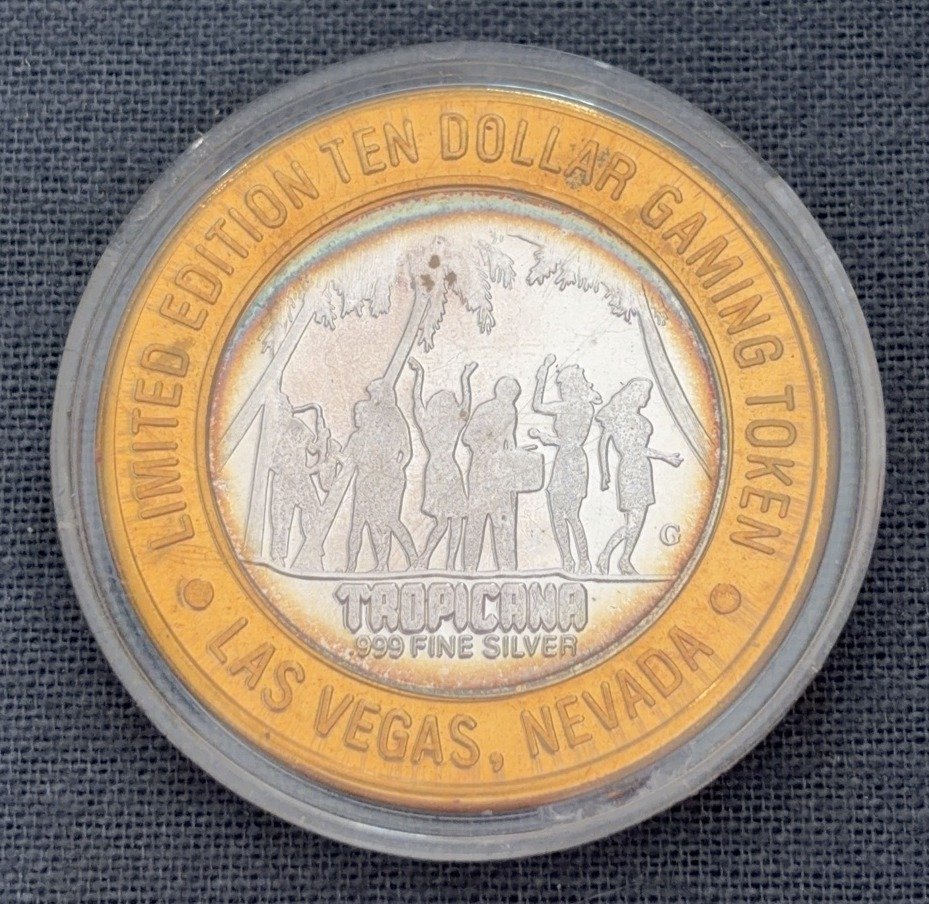 LIMITED EDITION TEN DOLLAR GAMING TOKEN
G
TROPICANA
.999 FINE SILVER
• LAS VEGAS, NEVADA •